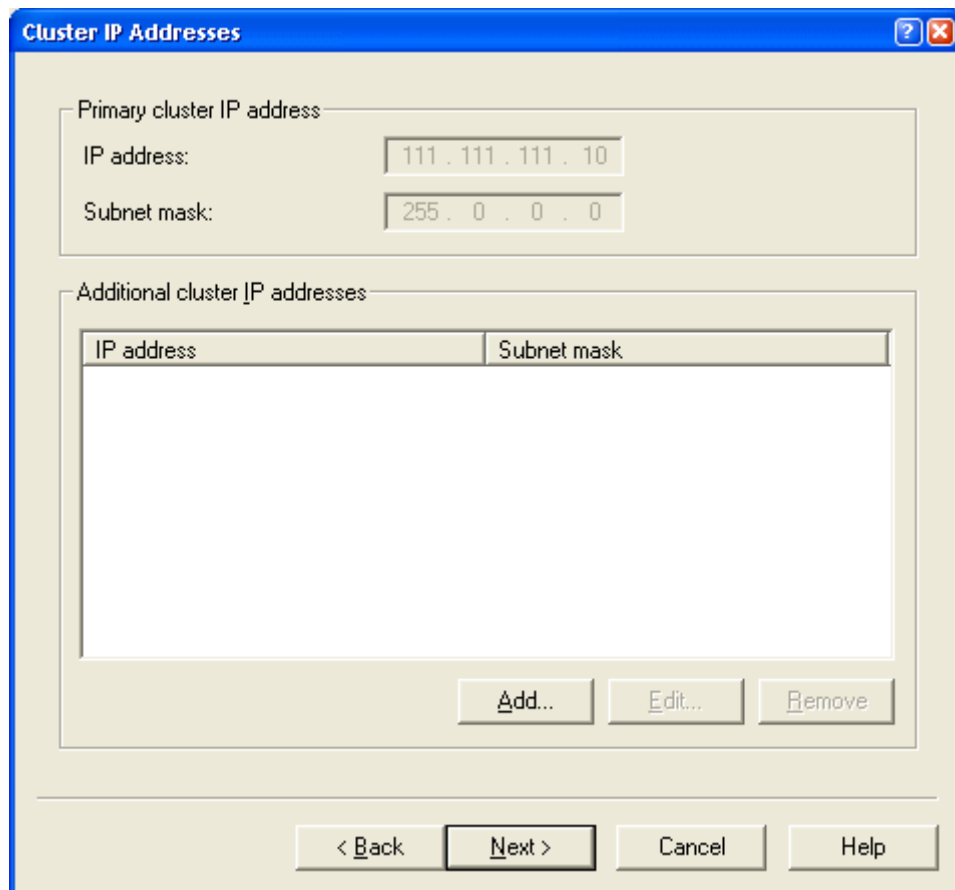 Cluster IP Addresses
Primary cluster IP address
IP address: 111 . 111 . 111 . 10
Subnet mask: 255 . 0 . 0 . 0
Additional cluster IP addresses
IP address Subnet mask
Add... Edit... Remove
< Back Next > Cancel Help